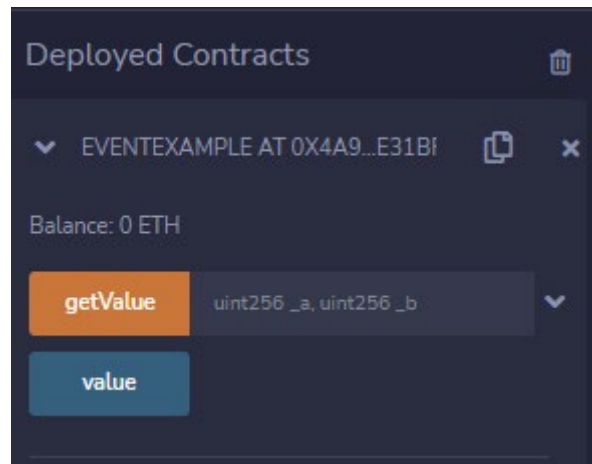 Deployed Contracts
EVENTEXAMPLE AT 0X4A9...E31B
Balance: 0 ETH
getValue uint256 _a, uint256 _b
value